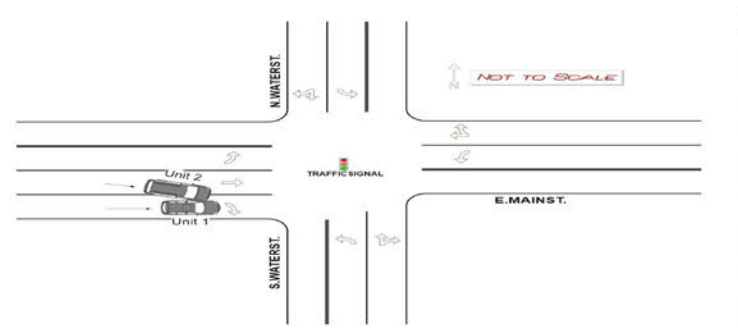 N.WATERST.
N
NOT TO SCALE
Unit 2
TRAFFIC SIGNAL
E.MAINST.
Unit 1
S.WATERST.